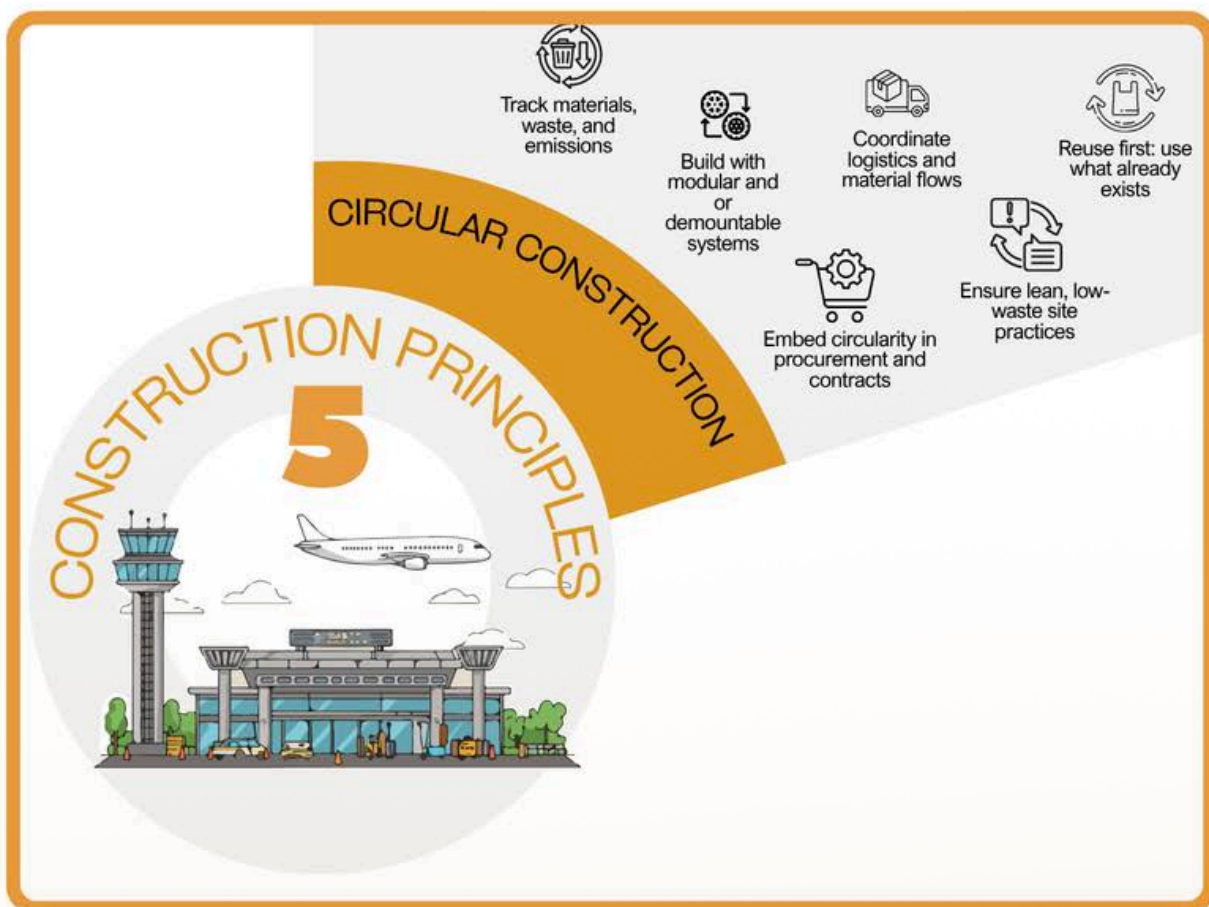 Track materials,
waste, and
emissions
Build with
modular and
or
demountable
systems
Coordinate
logistics and
material flows
Reuse first: use
what already
exists
Embed circularity in
procurement and
contracts
Ensure lean, low-
waste site
practices
CIRCULAR CONSTRUCTION
CONSTRUCTION PRINCIPLES
5